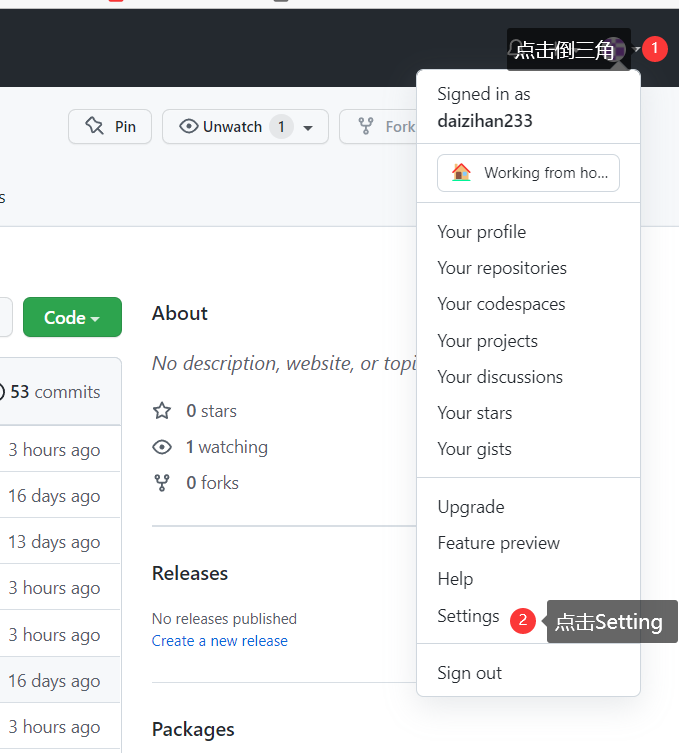 点击倒三角
1
Signed in as
daizihan233
Pin
Unwatch 1
Fork
Working from ho...
s
Your profile
Your repositories
Your codespaces
Your projects
Your discussions
Your stars
Your gists
Upgrade
Feature preview
Help
Settings
2
点击Setting
Sign out
Code
53 commits
3 hours ago
16 days ago
13 days ago
3 hours ago
3 hours ago
16 days ago
3 hours ago
About
No description, website, or topi
0 stars
1 watching
0 forks
Releases
No releases published
Create a new release
Packages